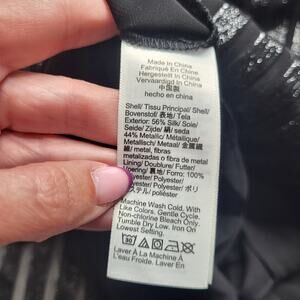 Made In China
Fabriqué En Chine
Hergestellt In China
Vervaardigd In China
中国製
hecho en china
Shell/ Tissu Principal/ Shell/
Bovenstof/ 表地/ Tela
Exterior: 56% Silk/ Soie/
Seide/ Zijde/ 絹/ seda
44% Metallic/ Métallique/
Metallisch/ Metaal/ 金属繊
維/ metal, fibras
metalizadas o fibra de metal
Lining/ Doublure/ Futter/
Voering/ 裏地/ Forro: 100%
Polyester/ Polyester/
Polyester/ Polyester/ ポリ
エステル/ poliéster
Machine Wash Cold. With
Like Colors. Gentle Cycle.
Non-chlorine Bleach Only.
Tumble Dry Low. Iron On
Lowest Setting.
Laver À La Machine À
L'eau Froide. Laver En